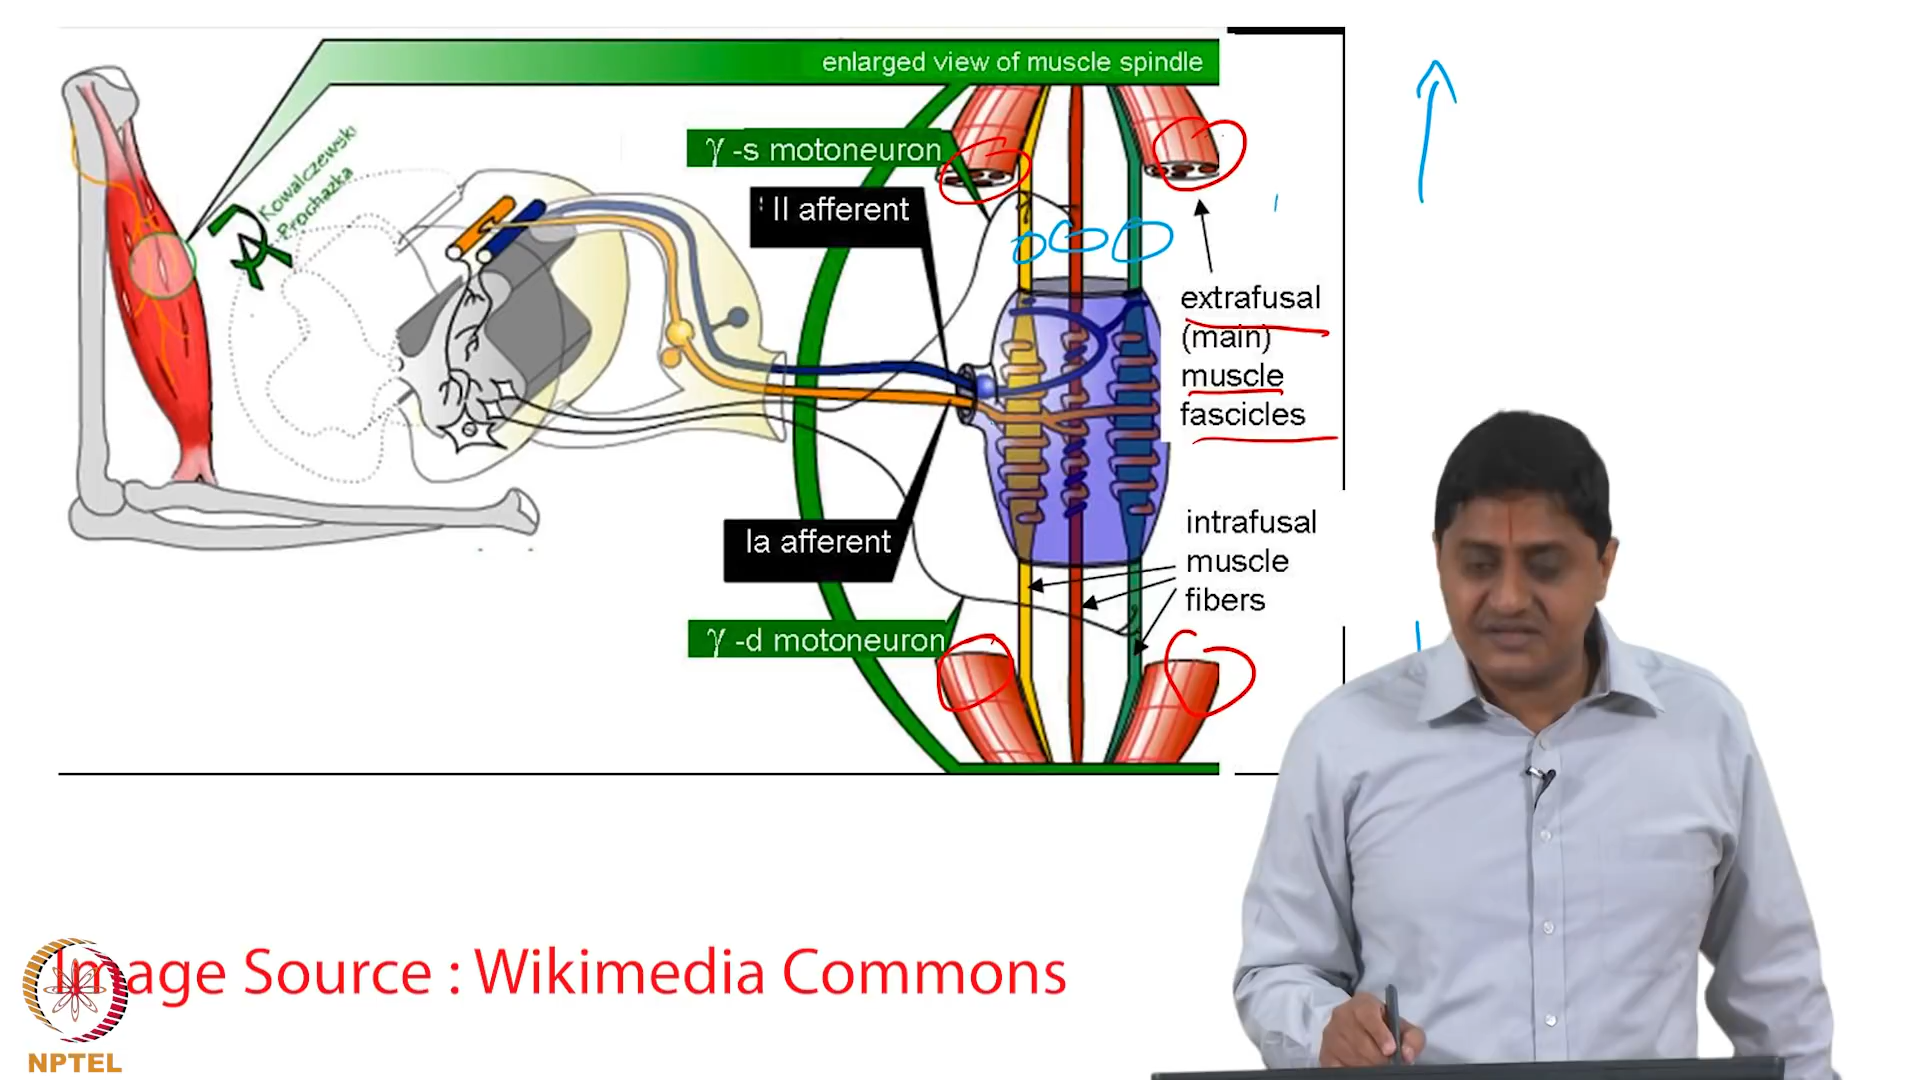 enlarged view of muscle spindle
Kowalczewski
Prochazka
γ -s motoneuron
II afferent
extrafusal
(main)
muscle
fascicles
intrafusal
muscle
fibers
Ia afferent
γ -d motoneuron
Image Source : Wikimedia Commons
NPTEL